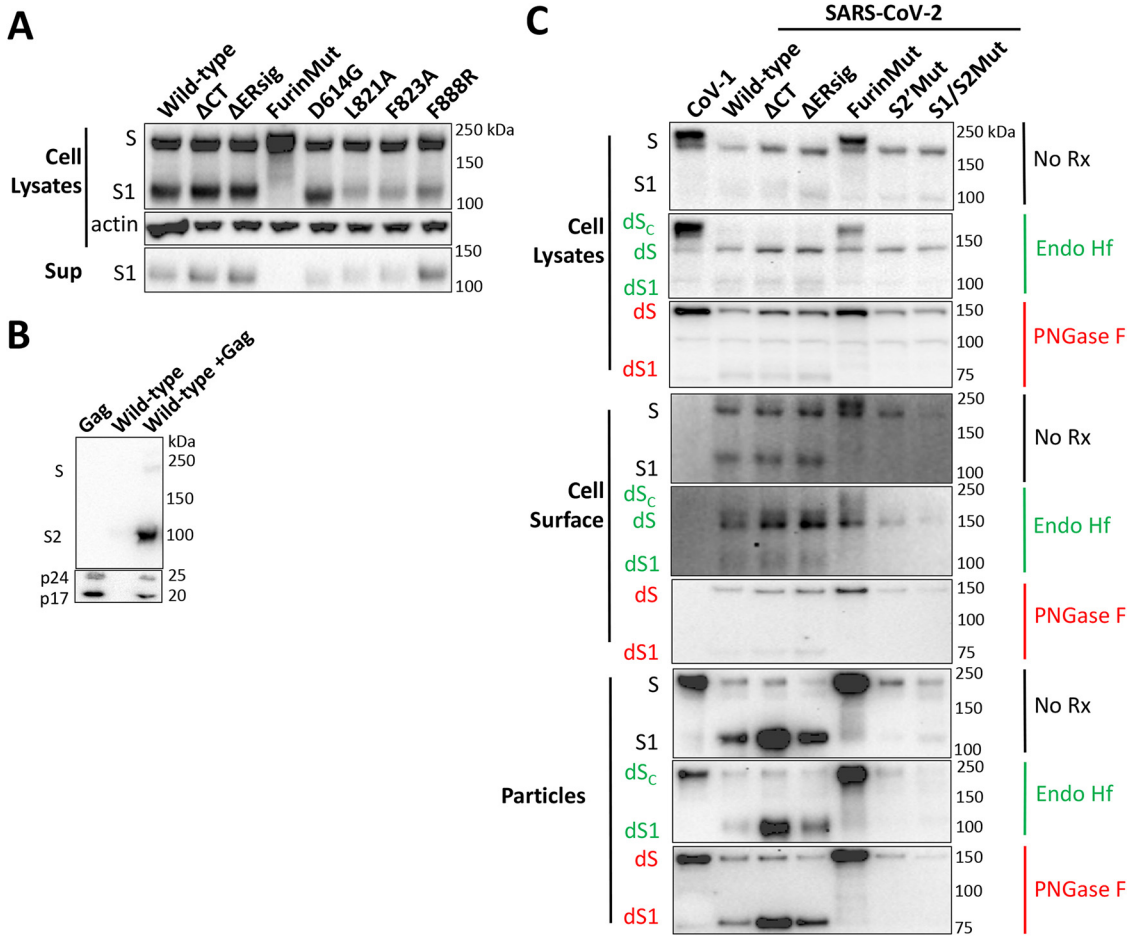 A
Wild-type
ΔCT
ΔERsig
FurinMut
D614G
L821A
F823A
F888R
Cell
Lysates
S
S1
actin
250 kDa
150
100
Sup
S1
150
100
B
Gag
Wild-type
Wild-type +Gag
kDa
S
250
150
S2
100
p24
25
p17
20
C
SARS-CoV-2
CoV-1
Wild-type
ΔCT
ΔERsig
FurinMut
S2'Mut
S1/S2Mut
Cell
Lysates
S
S1
250 kDa
150
100
No Rx
dSC
dS
dS1
150
100
Endo Hf
dS
dS1
150
100
75
PNGase F
Cell
Surface
S
S1
250
150
100
No Rx
dSC
dS
dS1
250
150
100
Endo Hf
dS
dS1
150
100
75
PNGase F
Particles
S
S1
250
150
100
No Rx
dSC
dS1
250
150
100
Endo Hf
dS
dS1
150
100
75
PNGase F